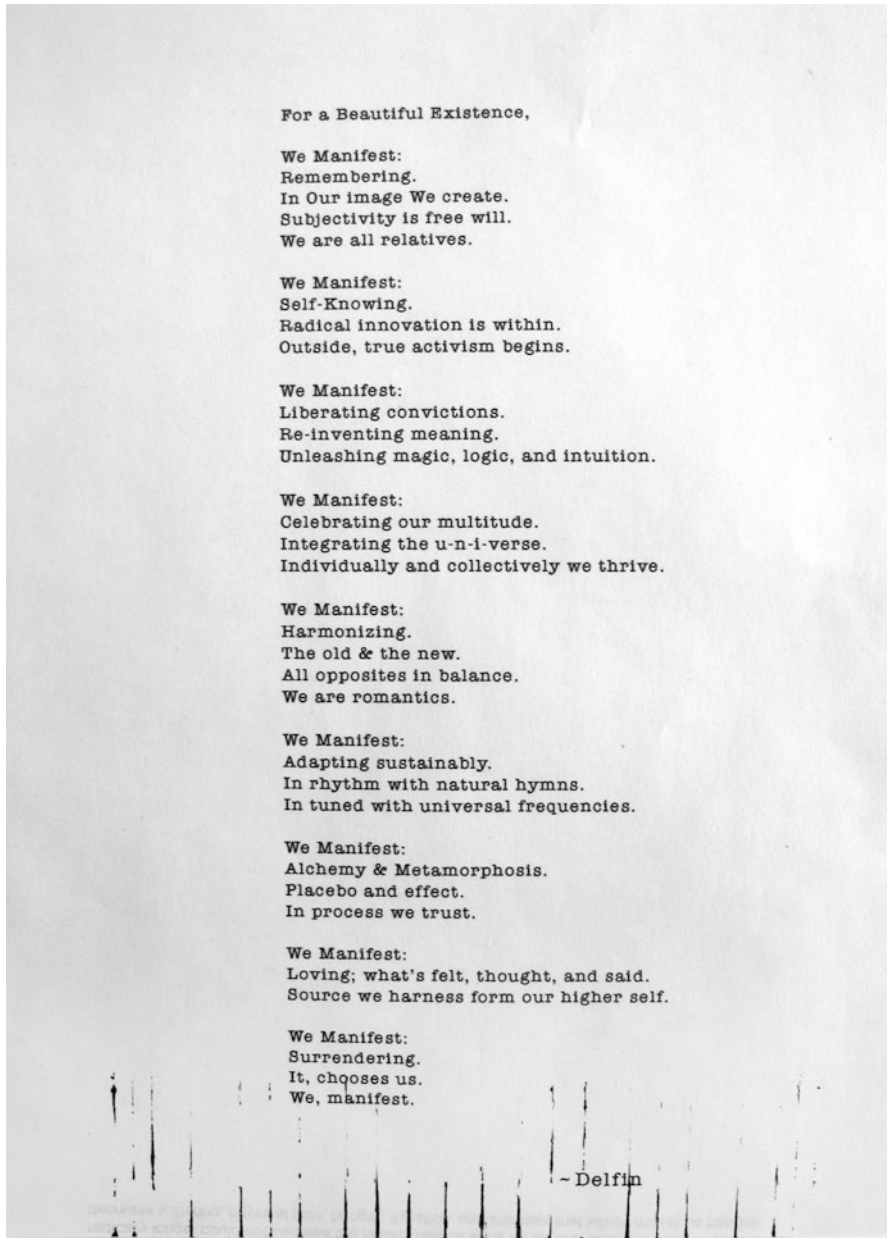 For a Beautiful Existence,
We Manifest:
Remembering.
In Our image We create.
Subjectivity is free will.
We are all relatives.
We Manifest:
Self-Knowing.
Radical innovation is within.
Outside, true activism begins.
We Manifest:
Liberating convictions.
Re-inventing meaning.
Unleashing magic, logic, and intuition.
We Manifest:
Celebrating our multitude.
Integrating the u-n-i-verse.
Individually and collectively we thrive.
We Manifest:
Harmonizing.
The old & the new.
All opposites in balance.
We are romantics.
We Manifest:
Adapting sustainably.
In rhythm with natural hymns.
In tuned with universal frequencies.
We Manifest:
Alchemy & Metamorphosis.
Placebo and effect.
In process we trust.
We Manifest:
Loving; what's felt, thought, and said.
Source we harness form our higher self.
We Manifest:
Surrendering.
It, chooses us.
We, manifest.
~ Delfin